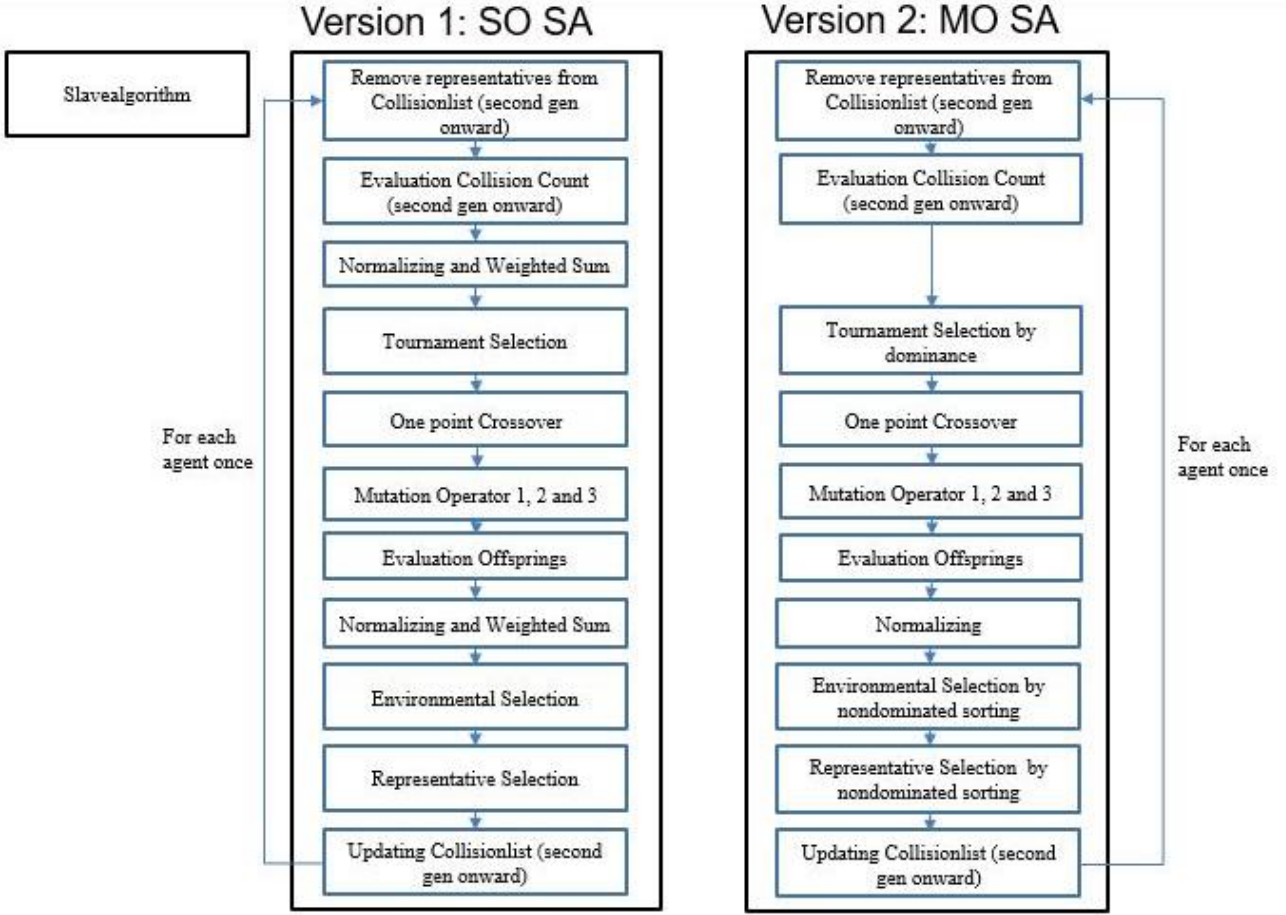 Version 1: SO SA
Version 2: MO SA
Slavealgorithm
Remove representatives from
Collisionlist (second gen
onward)
Evaluation Collision Count
(second gen onward)
Normalizing and Weighted Sum
Tournament Selection
One point Crossover
Mutation Operator 1, 2 and 3
Evaluation Offsprings
Normalizing and Weighted Sum
Environmental Selection
Representative Selection
Updating Collisionlist (second
gen onward)
For each
agent once
Remove representatives from
Collisionlist (second gen
onward)
Evaluation Collision Count
(second gen onward)
Tournament Selection by
dominance
One point Crossover
Mutation Operator 1, 2 and 3
Evaluation Offsprings
Normalizing
Environmental Selection by
nondominated sorting
Representative Selection by
nondominated sorting
Updating Collisionlist (second
gen onward)
For each
agent once